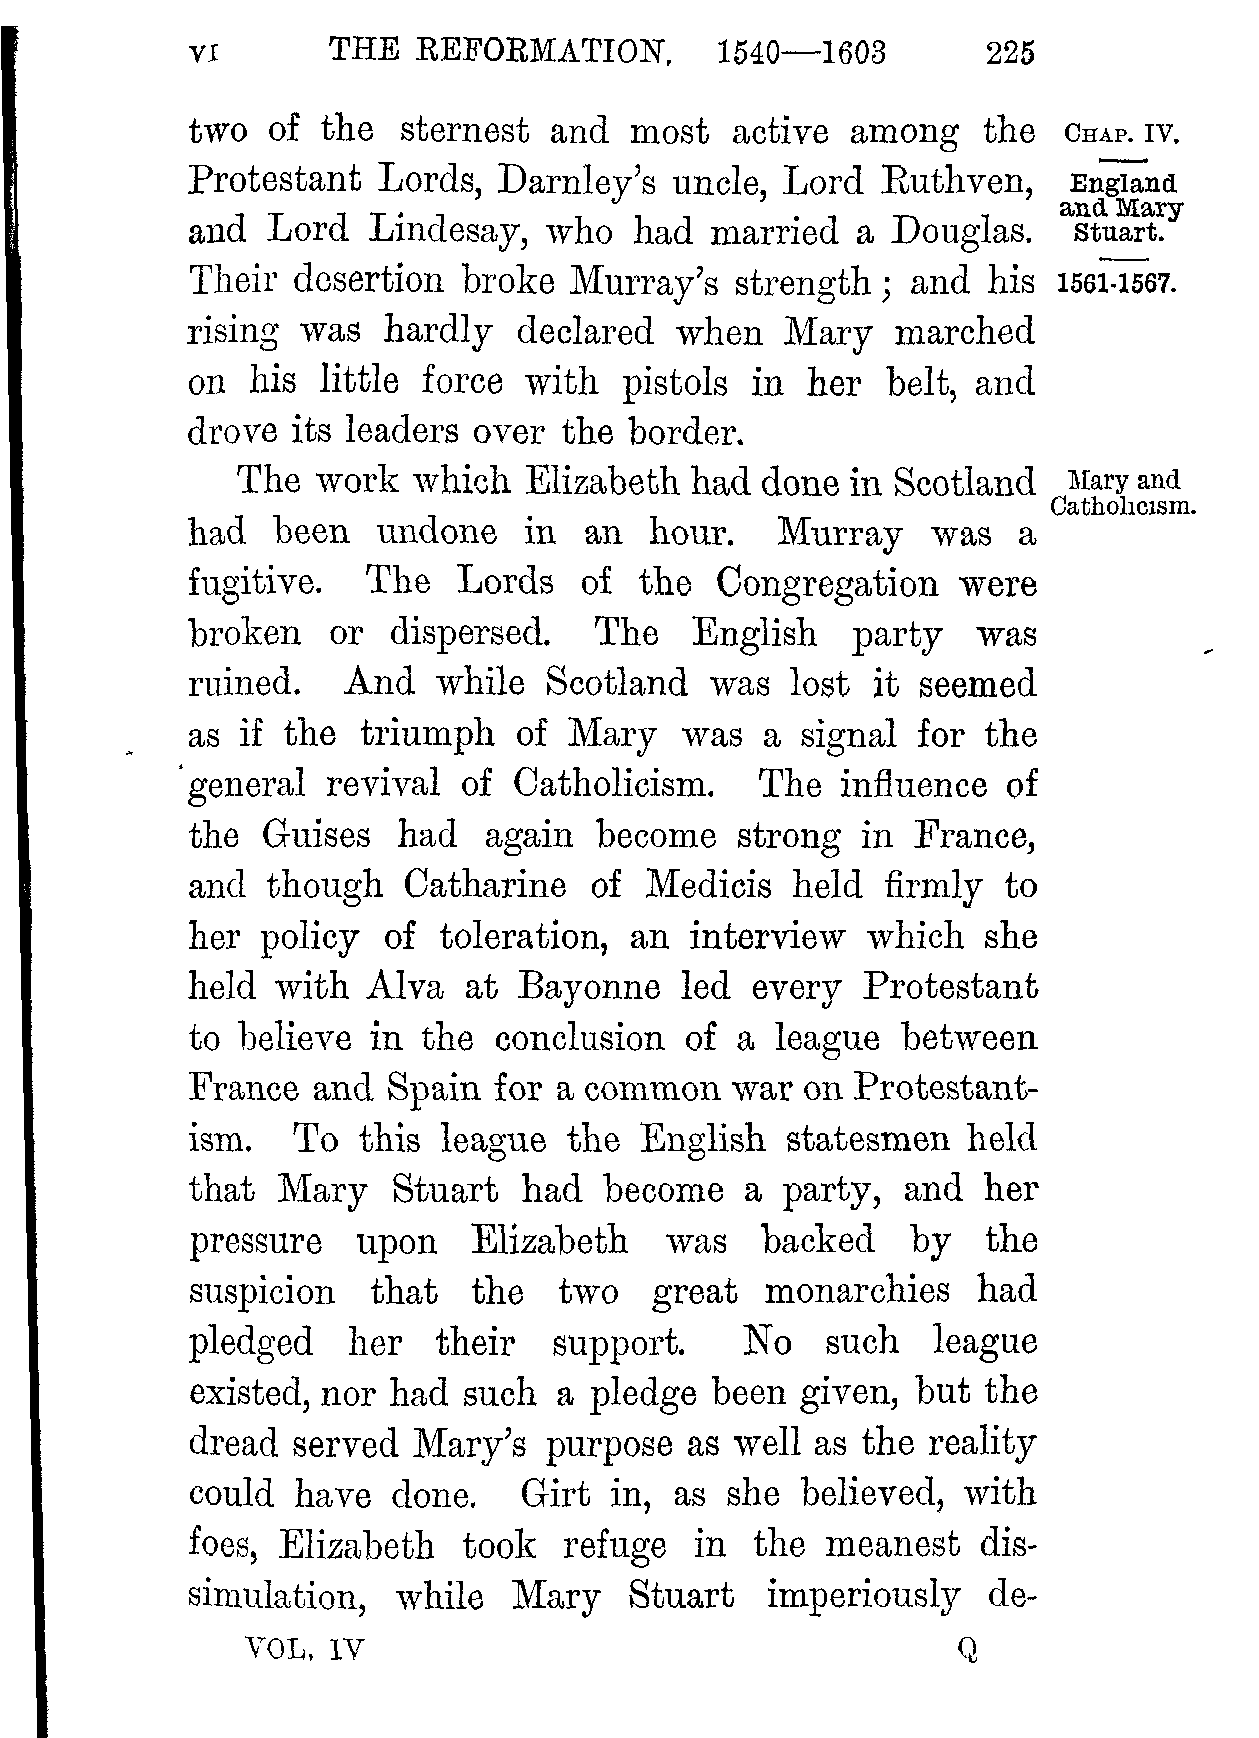 VI THE REFORMATION. 1540—1603 225
two of the sternest and most active among the
Protestant Lords, Darnley's uncle, Lord Ruthven,
and Lord Lindesay, who had married a Douglas.
Their desertion broke Murray's strength; and his
rising was hardly declared when Mary marched
on his little force with pistols in her belt, and
drove its leaders over the border.
CHAP. IV.
England
and Mary
Stuart.
1561-1567.
The work which Elizabeth had done in Scotland
had been undone in an hour. Murray was a
fugitive. The Lords of the Congregation were
broken or dispersed. The English party was
ruined. And while Scotland was lost it seemed
as if the triumph of Mary was a signal for the
general revival of Catholicism. The influence of
the Guises had again become strong in France,
and though Catharine of Medicis held firmly to
her policy of toleration, an interview which she
held with Alva at Bayonne led every Protestant
to believe in the conclusion of a league between
France and Spain for a common war on Protestant-
ism. To this league the English statesmen held
that Mary Stuart had become a party, and her
pressure upon Elizabeth was backed by the
suspicion that the two great monarchies had
pledged her their support. No such league
existed, nor had such a pledge been given, but the
dread served Mary's purpose as well as the reality
could have done. Girt in, as she believed, with
foes, Elizabeth took refuge in the meanest dis-
simulation, while Mary Stuart imperiously de-
Mary and
Catholicism.
VOL. IV Q